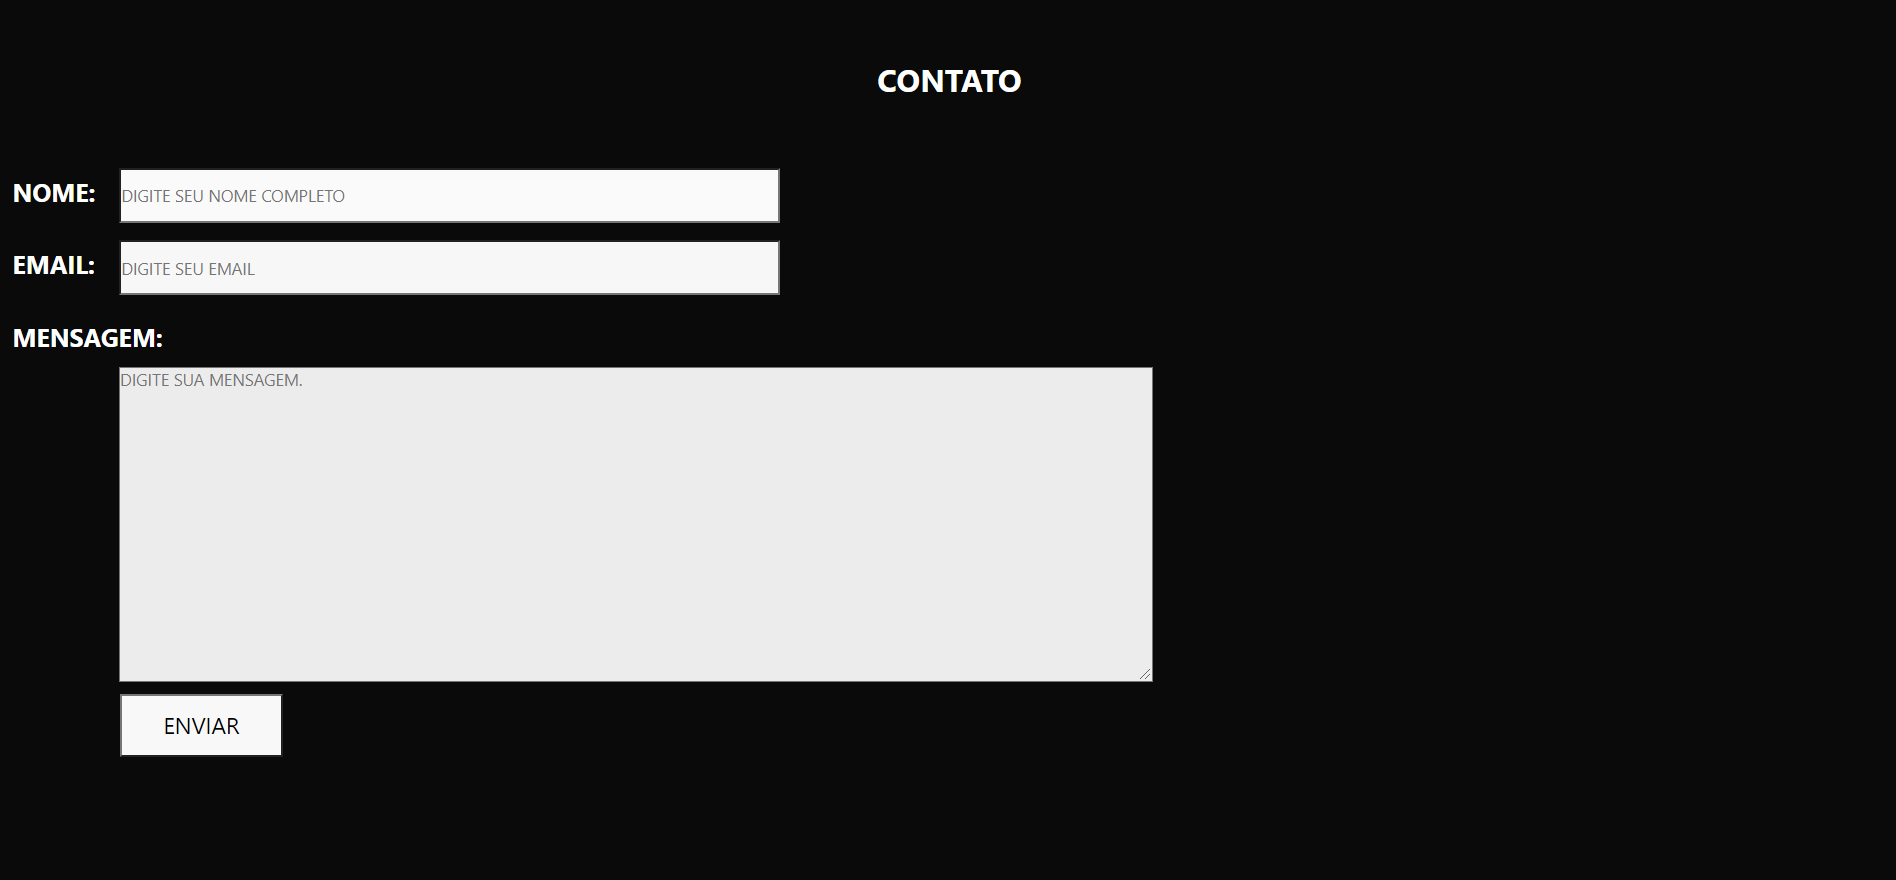 CONTATO
NOME:
DIGITE SEU NOME COMPLETO
EMAIL:
DIGITE SEU EMAIL
MENSAGEM:
DIGITE SUA MENSAGEM.
ENVIAR